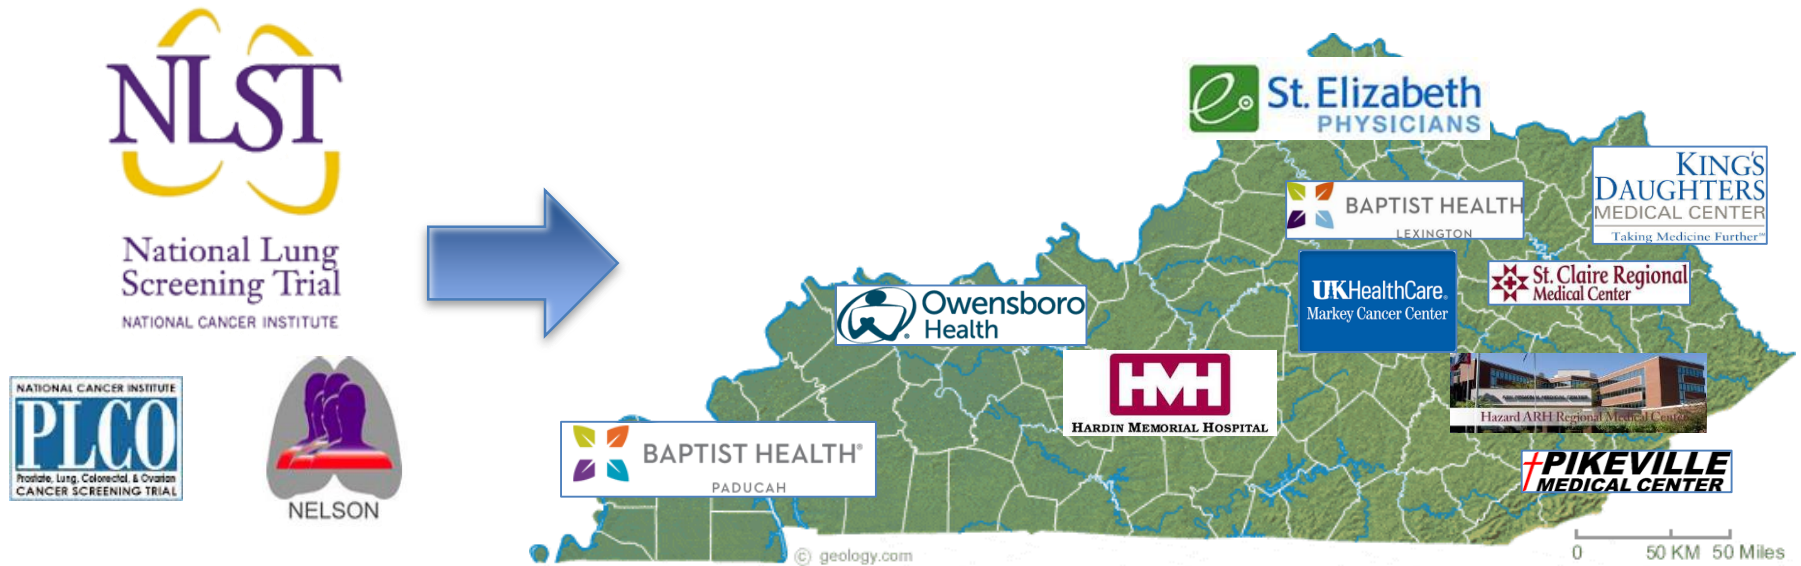 NLST
National Lung
Screening Trial
NATIONAL CANCER INSTITUTE
NATIONAL CANCER INSTITUTE
PLCO
Prostate, Lung, Colorectal, & Ovarian
CANCER SCREENING TRIAL
NELSON
St. Elizabeth
PHYSICIANS
KING'S
DAUGHTERS
MEDICAL CENTER
Taking Medicine Further℠
BAPTIST HEALTH
LEXINGTON
UKHealthCare®
Markey Cancer Center
St. Claire Regional
Medical Center
Owensboro
Health®
HMH
HARDIN MEMORIAL HOSPITAL
Hazard ARH Regional Medical Center
BAPTIST HEALTH®
PADUCAH
PIKEVILLE
MEDICAL CENTER
© geology.com
0 50 KM 50 Miles